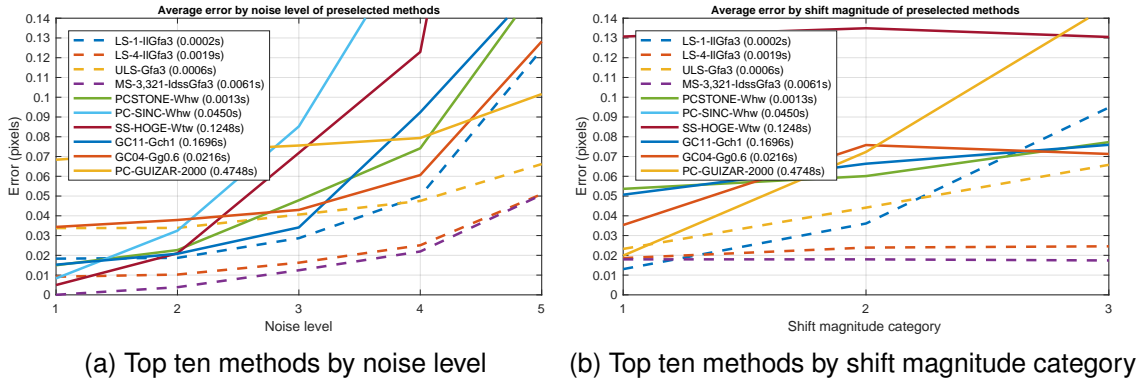 Average error by noise level of preselected methods
0.14
0.13
0.12
0.11
0.1
0.09
0.08
0.07
0.06
0.05
0.04
0.03
0.02
0.01
0
Error (pixels)
LS-1-IIGfa3 (0.0002s)
LS-4-IIGfa3 (0.0019s)
ULS-Gfa3 (0.0006s)
MS-3,321-IdssGfa3 (0.0061s)
PCSTONE-Whw (0.0013s)
PC-SINC-Whw (0.0450s)
SS-HOGE-Wtw (0.1248s)
GC11-Gch1 (0.1696s)
GC04-Gg0.6 (0.0216s)
PC-GUIZAR-2000 (0.4748s)
1 2 3 4 5
Noise level
(a) Top ten methods by noise level
Average error by shift magnitude of preselected methods
0.14
0.13
0.12
0.11
0.1
0.09
0.08
0.07
0.06
0.05
0.04
0.03
0.02
0.01
0
Error (pixels)
LS-1-IIGfa3 (0.0002s)
LS-4-IIGfa3 (0.0019s)
ULS-Gfa3 (0.0006s)
MS-3,321-IdssGfa3 (0.0061s)
PCSTONE-Whw (0.0013s)
PC-SINC-Whw (0.0450s)
SS-HOGE-Wtw (0.1248s)
GC11-Gch1 (0.1696s)
GC04-Gg0.6 (0.0216s)
PC-GUIZAR-2000 (0.4748s)
1 2 3
Shift magnitude category
(b) Top ten methods by shift magnitude category